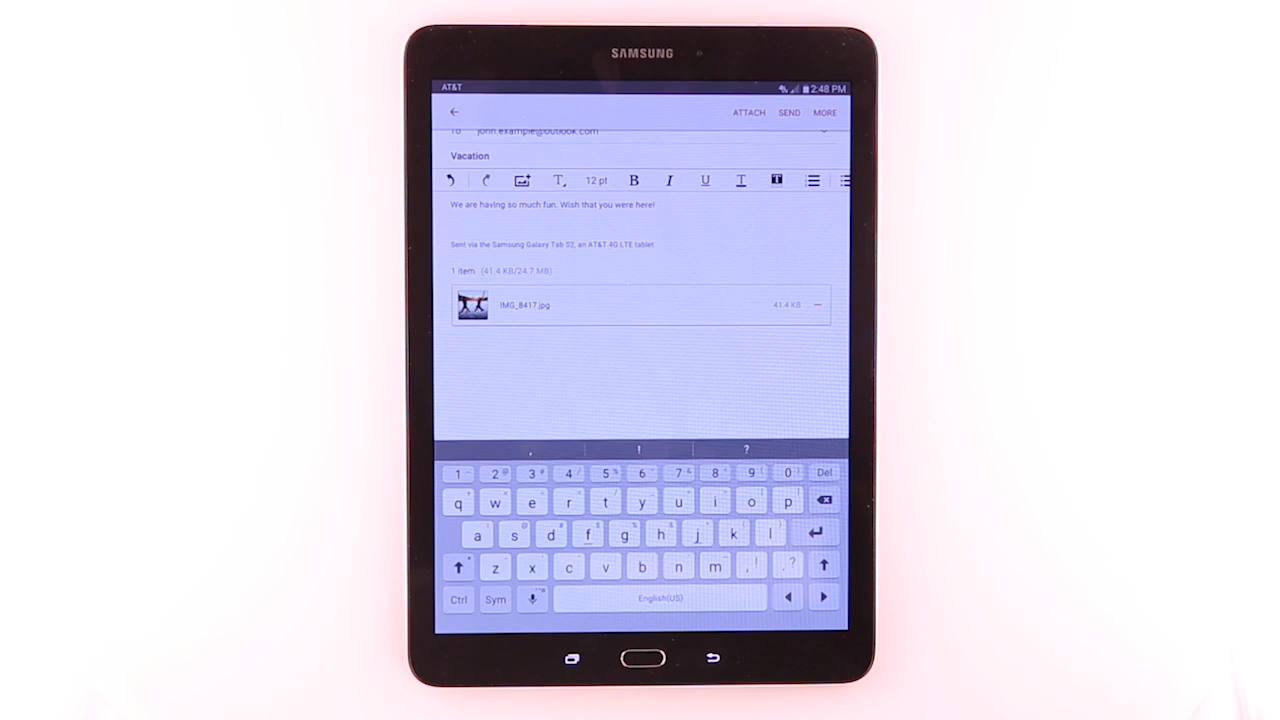 SAMSUNG
AT&T 2:48 PM
ATTACH SEND MORE
TO john.example@outlook.com
Vacation
T 12 pt B I U T T
We are having so much fun. Wish that you were here!
Sent via the Samsung Galaxy Tab S2, an AT&T 4G LTE tablet
1 item (41.4 KB/24.7 MB)
IMG_8417.jpg 41.4 KB
, ! ?
1 2 3 4 5 6 7 8 9 0 Del
q w e r t y u i o p
a s d f g h j k l
z x c v b n m , ! . ?
Ctrl Sym English(US)